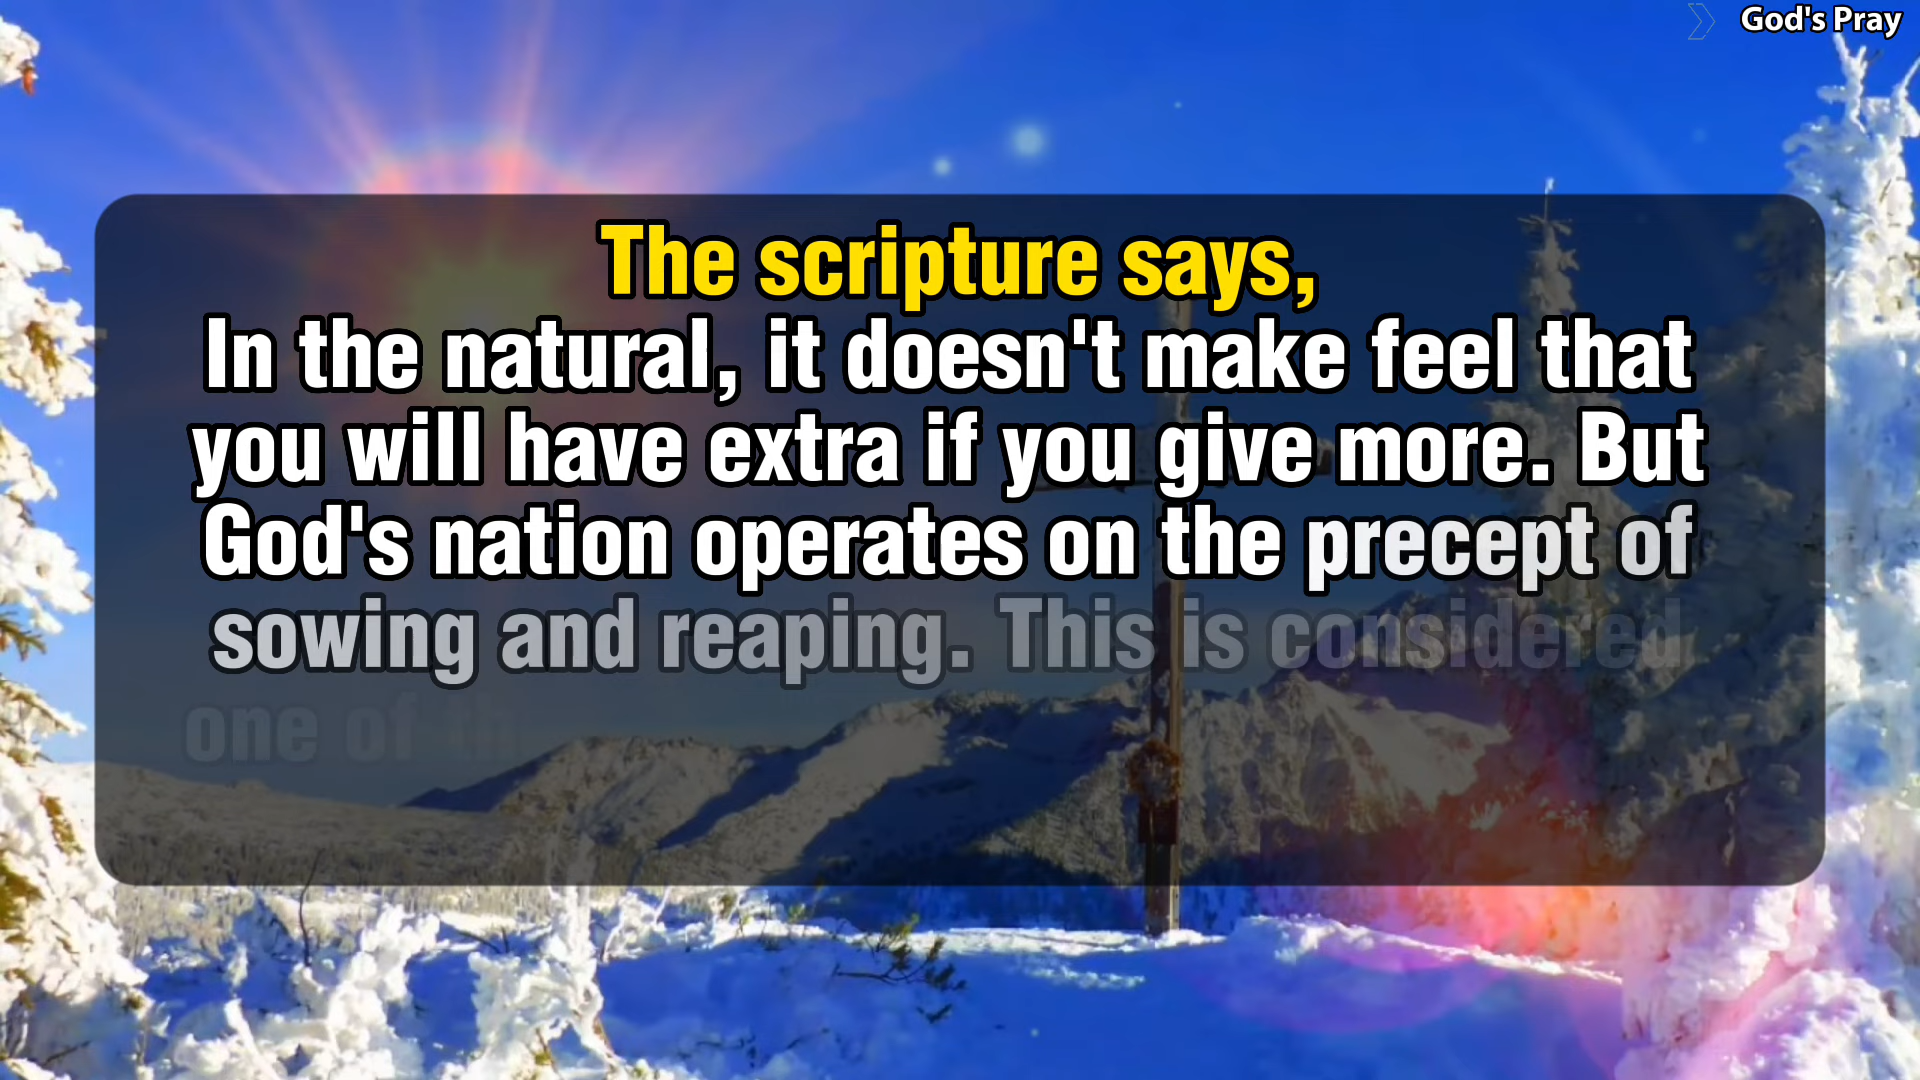 God's Pray
The scripture says,
In the natural, it doesn't make feel that
you will have extra if you give more. But
God's nation operates on the precept of
sowing and reaping. This is considered
one of